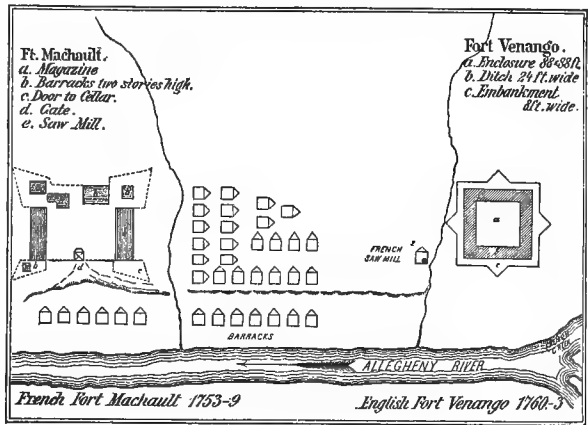 Ft. Machault.
a. Magazine
b. Barracks two stories high.
c. Door to Cellar.
d. Gate.
e. Saw Mill.
Fort Venango.
a. Enclosure 88x88 ft.
b. Ditch 24 ft. wide
c. Embankment
8 ft. wide.
FRENCH
SAW MILL
a
b
d
c
e
BARRACKS
ALLEGHENY RIVER
French Fort Machault 1753-9
English Fort Venango 1760-3